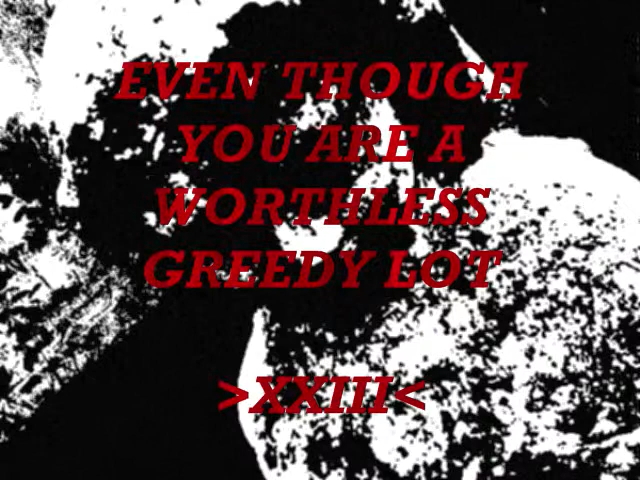 EVEN THOUGH
YOU ARE A
WORTHLESS
GREEDY LOT
>XXIII<